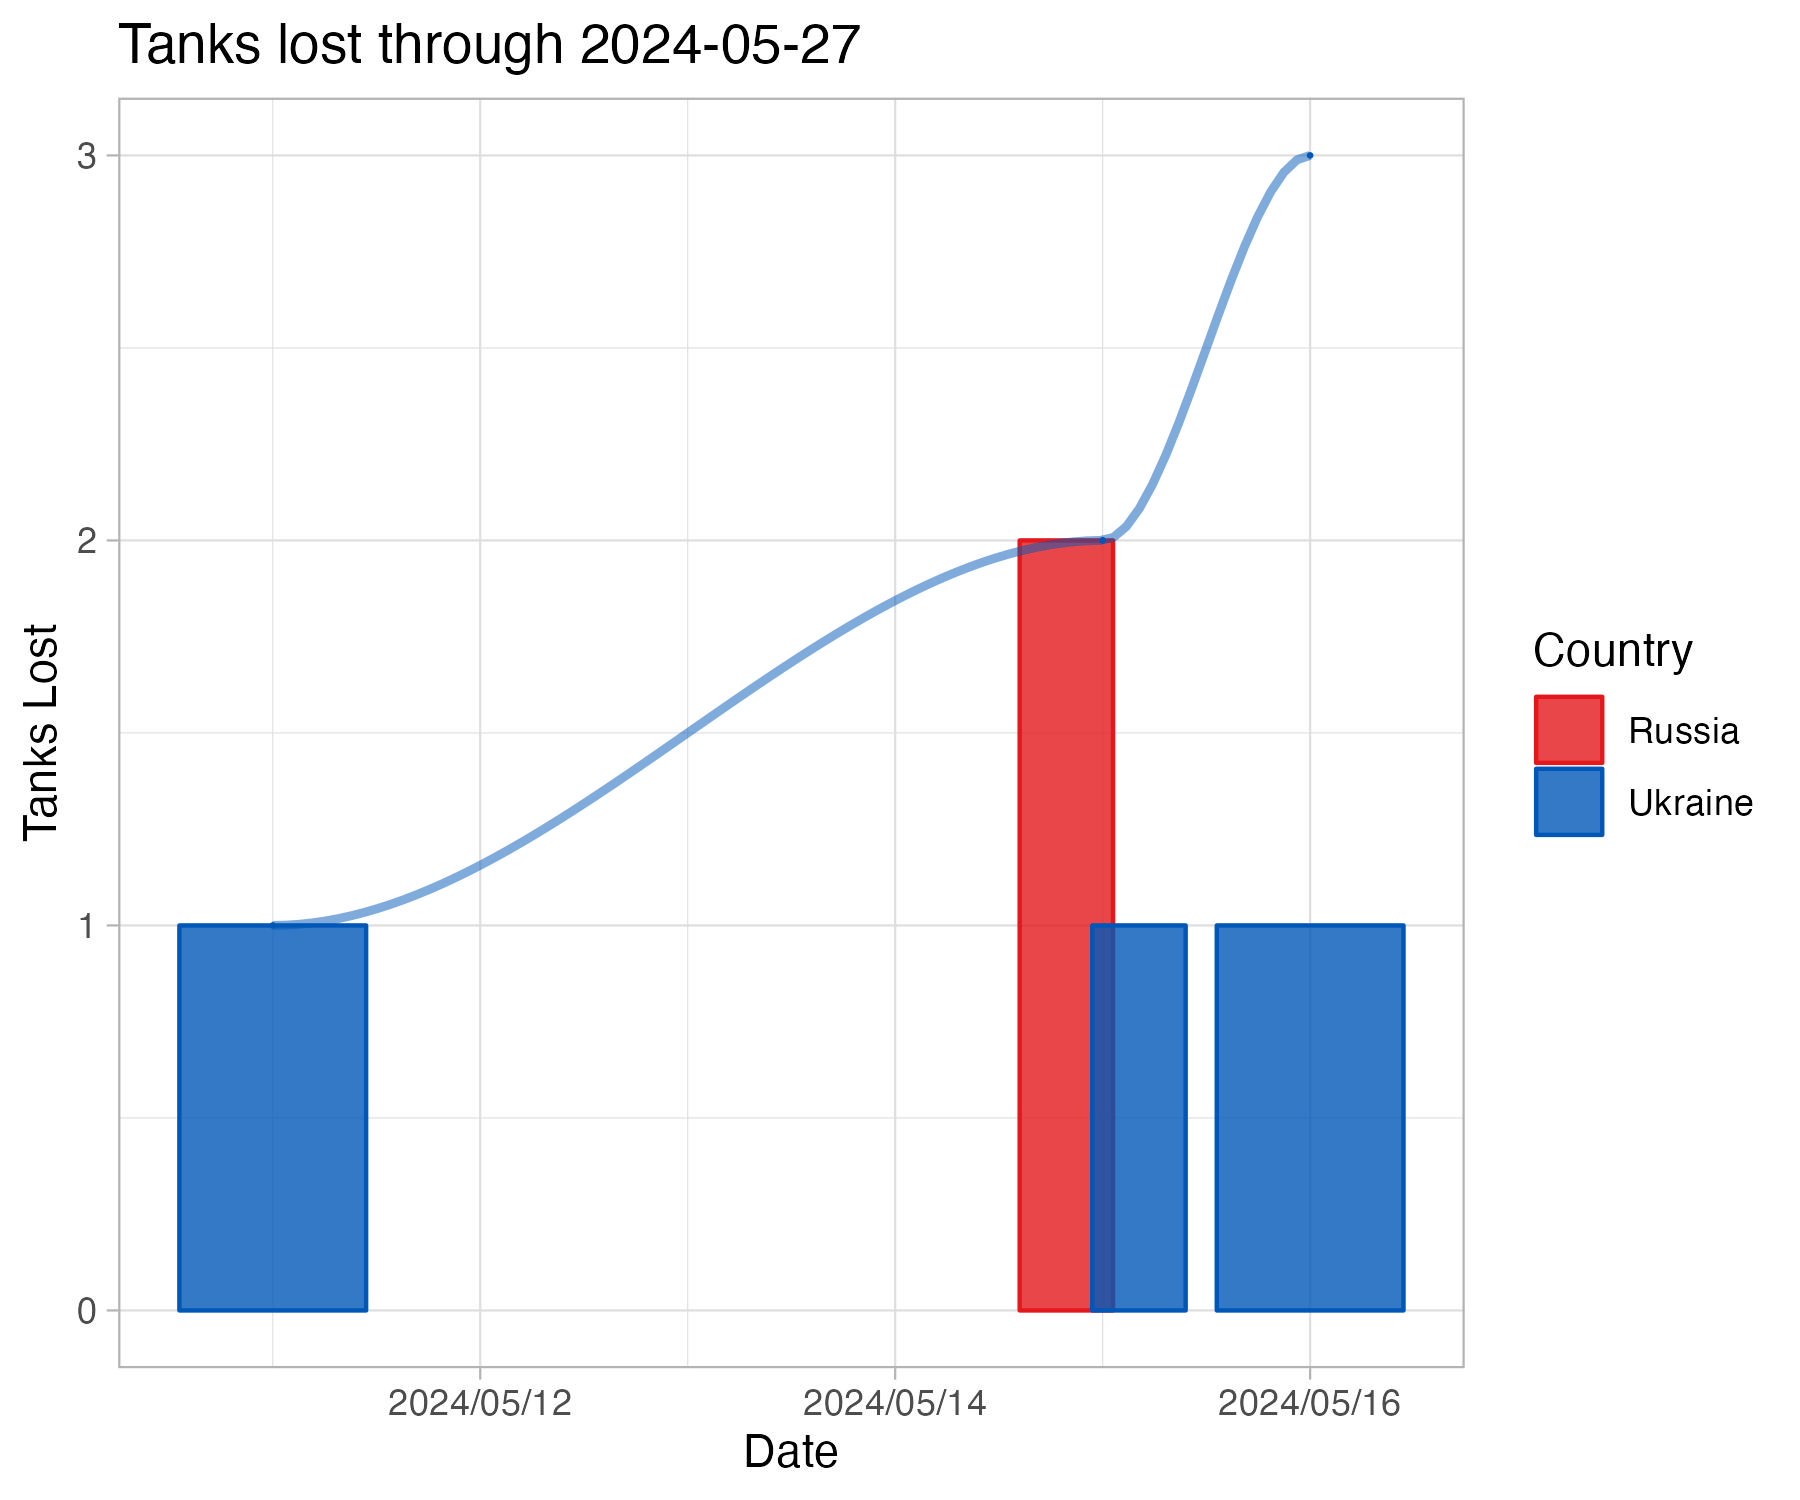 Tanks lost through 2024-05-27
3
2
1
0
Tanks Lost
2024/05/12
2024/05/14
2024/05/16
Date
Country
Russia
Ukraine